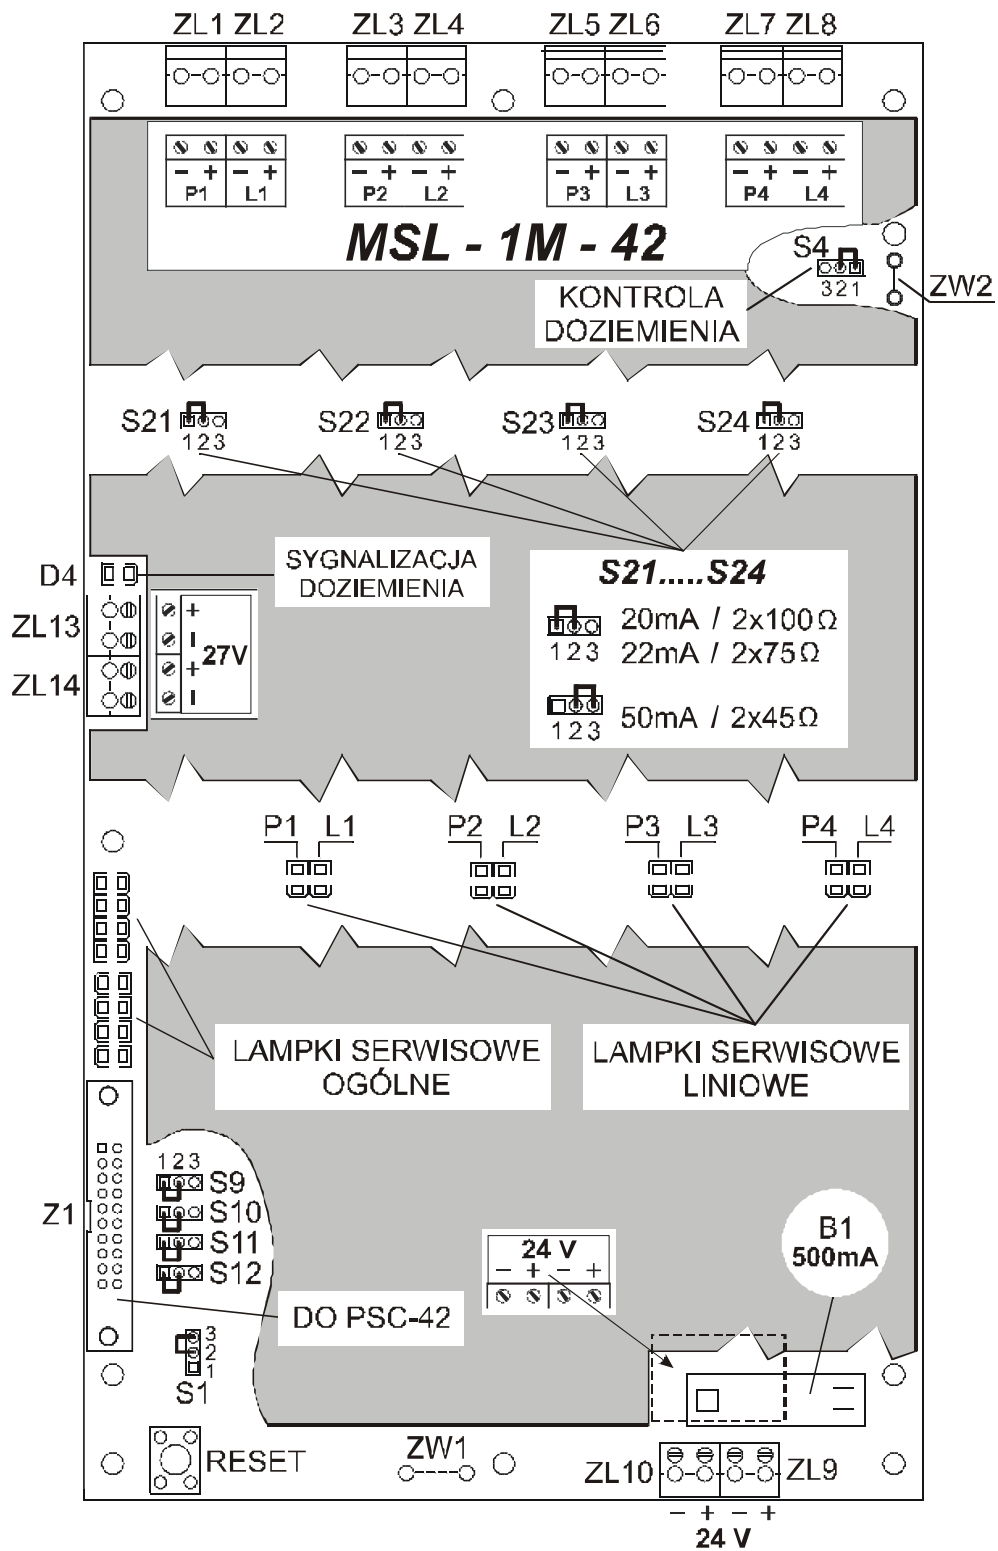 ZL1 ZL2 ZL3 ZL4 ZL5 ZL6 ZL7 ZL8
− + − + − + − + − + − + − + − +
P1 L1 P2 L2 P3 L3 P4 L4
MSL - 1M - 42
S4
321
ZW2
KONTROLA
DOZIEMIENIA
S21 S22 S23 S24
123 123 123 123
D4
SYGNALIZACJA
DOZIEMIENIA
S21.....S24
ZL13
ZL14
+
−
+
−
27V
20mA / 2x100Ω
123 22mA / 2x75Ω
50mA / 2x45Ω
123
P1 L1 P2 L2 P3 L3 P4 L4
LAMPKI SERWISOWE
OGÓLNE
LAMPKI SERWISOWE
LINIOWE
123
S9
S10
S11
S12
Z1
DO PSC-42
24 V
− + − +
B1
500mA
3
2
1
S1
RESET
ZW1
ZL10 ZL9
− + − +
24 V